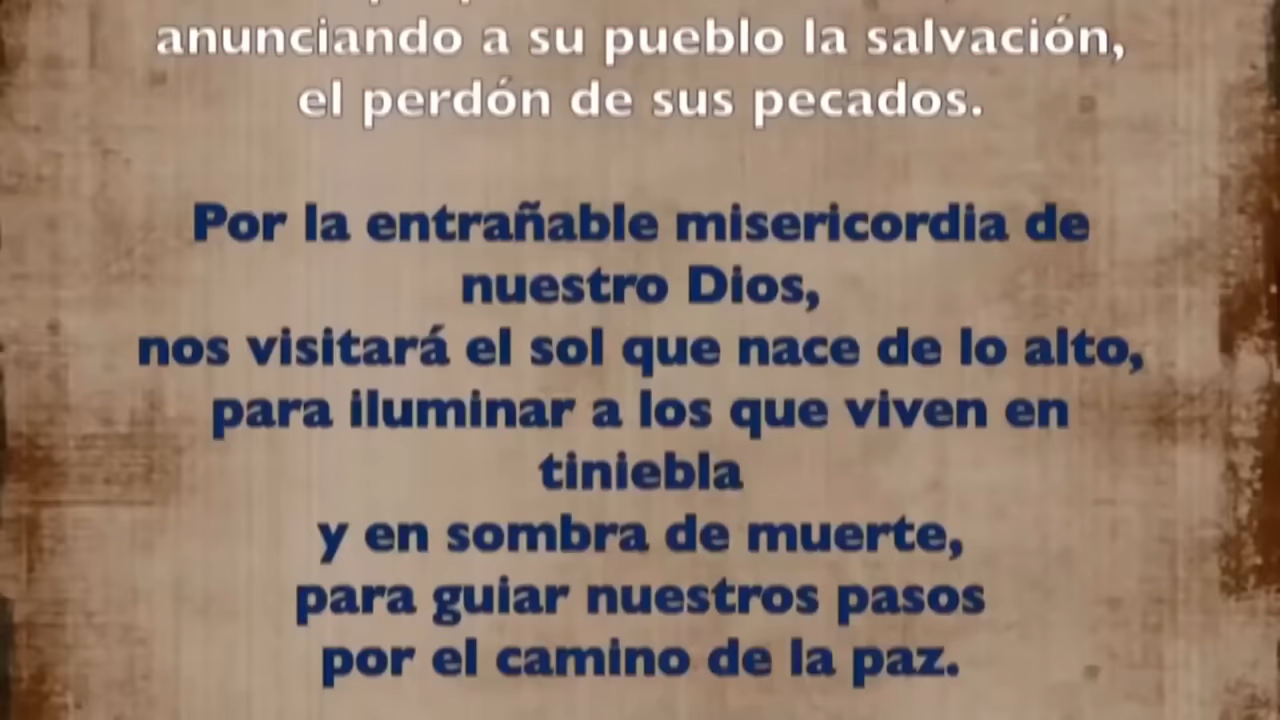 anunciando a su pueblo la salvación,
el perdón de sus pecados.
Por la entrañable misericordia de
nuestro Dios,
nos visitará el sol que nace de lo alto,
para iluminar a los que viven en
tiniebla
y en sombra de muerte,
para guiar nuestros pasos
por el camino de la paz.